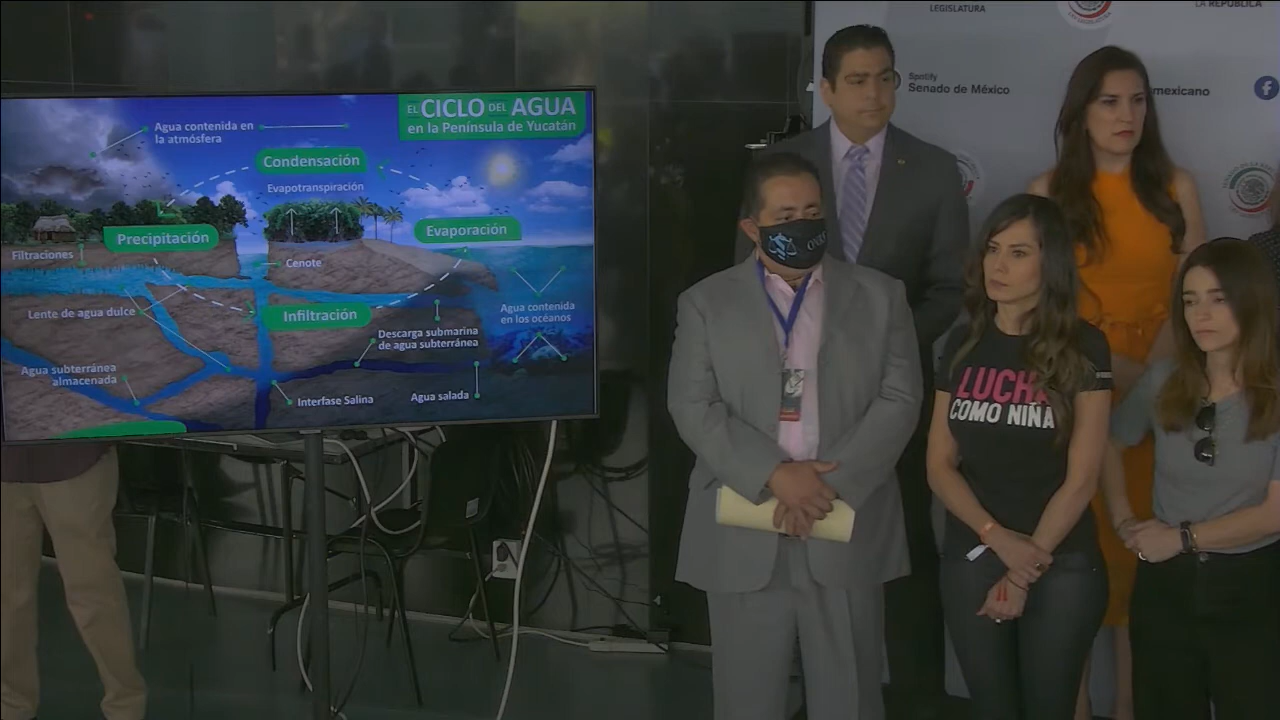 EL CICLO DEL AGUA
en la Península de Yucatán
Agua contenida en
la atmósfera
Condensación
Evapotranspiración
Precipitación
Evaporación
Filtraciones
Cenote
Lente de agua dulce
Infiltración
Agua contenida
en los océanos
Descarga submarina
de agua subterránea
Agua subterránea
almacenada
Interfase Salina
Agua salada
LEGISLATURA
LA REPÚBLICA
Spotify
Senado de México
mexicano
LUCHA
COMO NIÑA